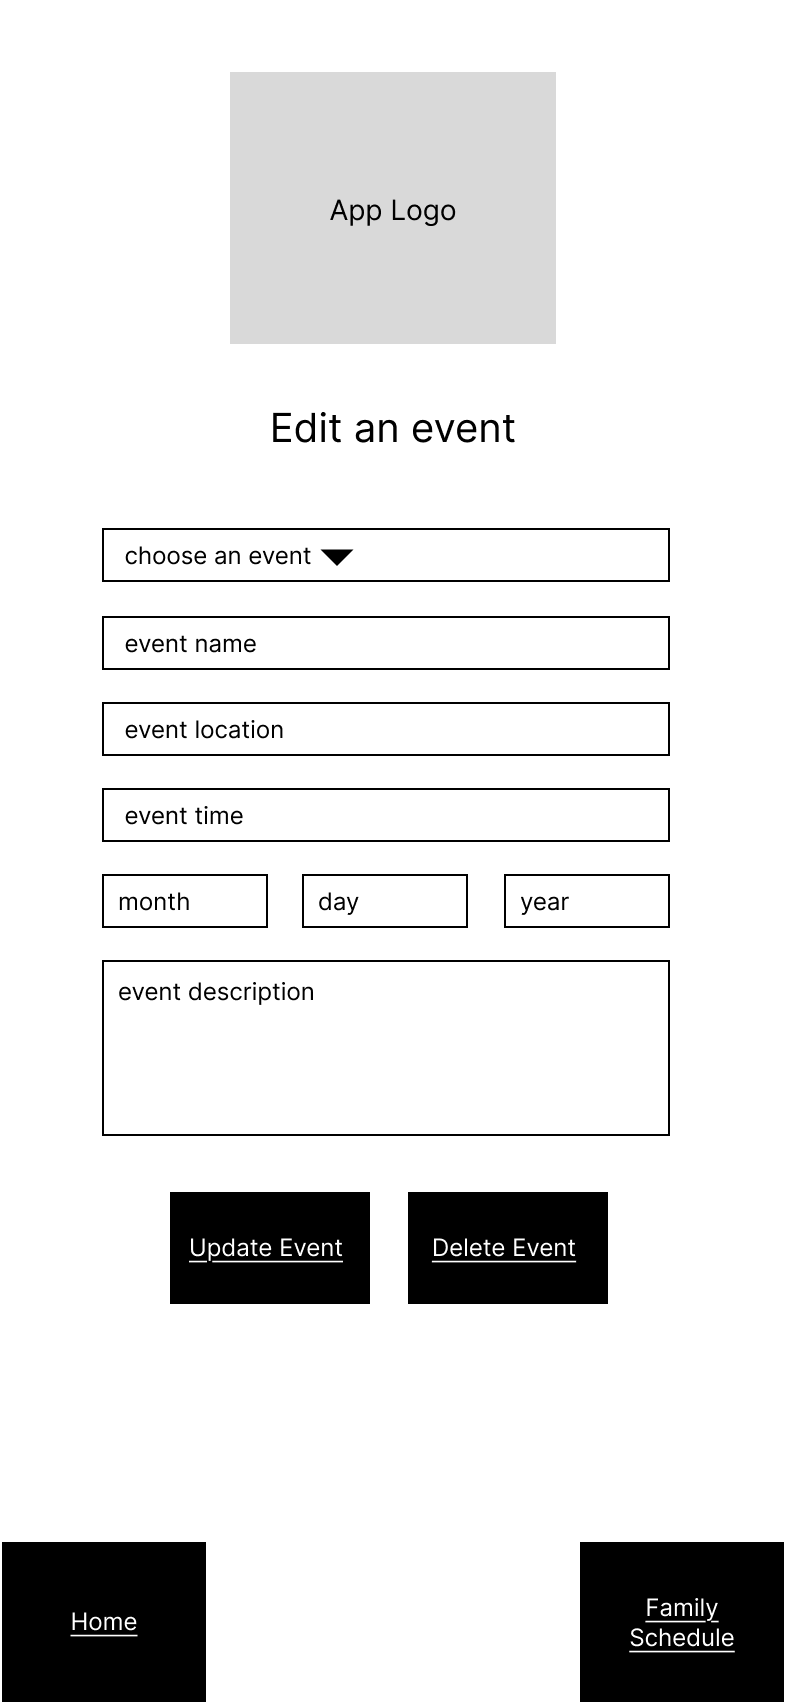 App Logo
Edit an event
choose an event
event name
event location
event time
month day year
event description
Update Event Delete Event
Home
Family
Schedule